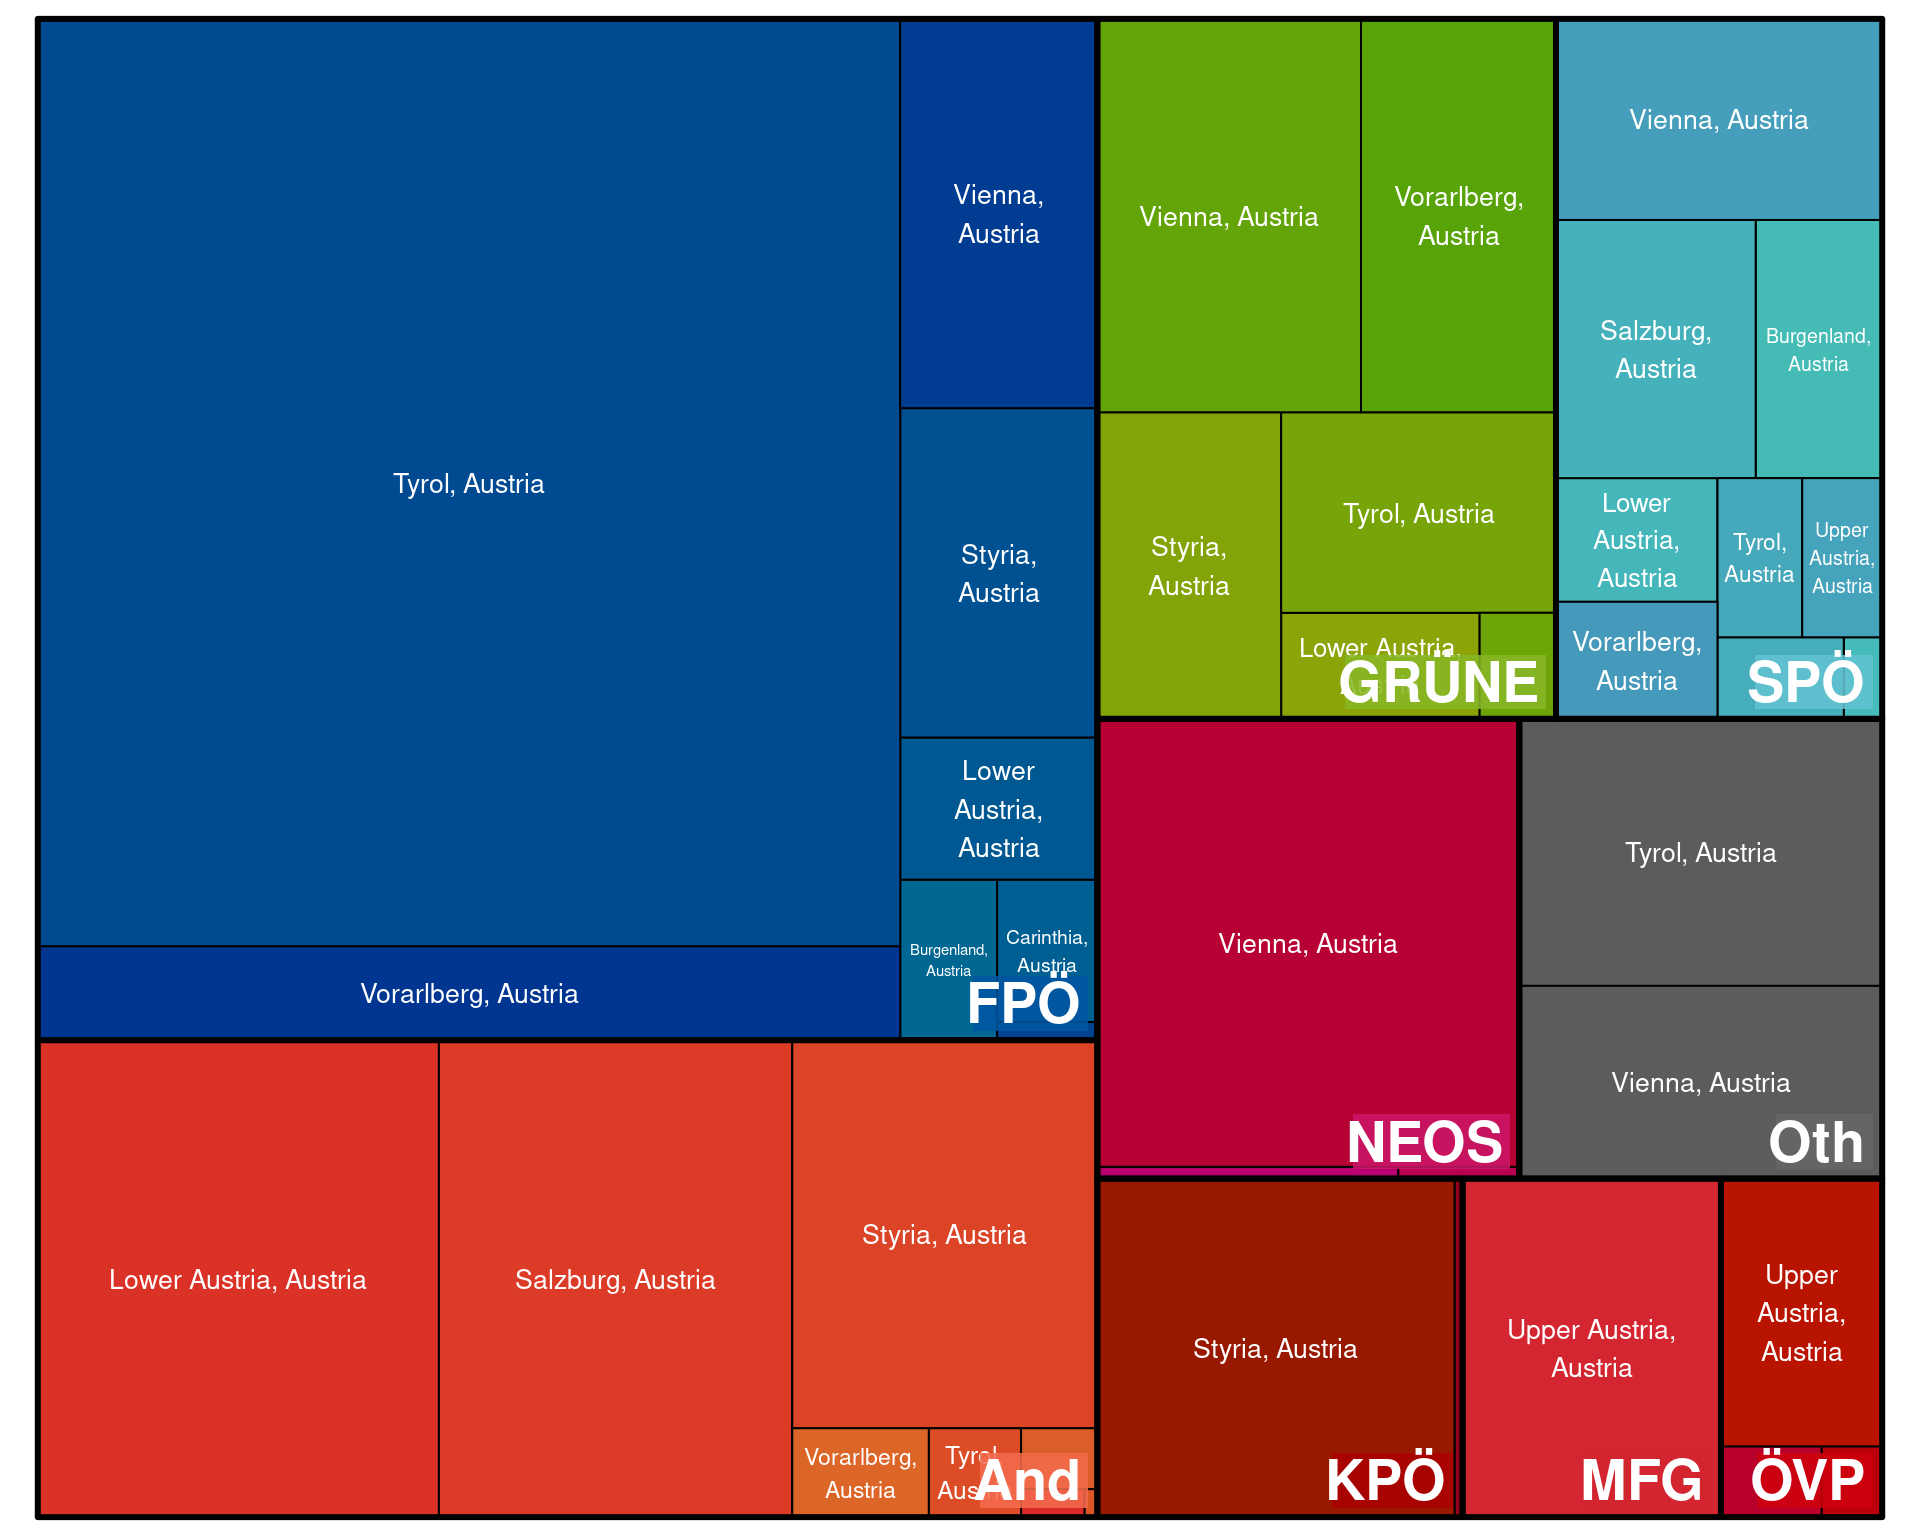 Tyrol, Austria
Vorarlberg, Austria
Vienna,
Austria
Styria,
Austria
Lower
Austria,
Austria
Burgenland,
Austria
Carinthia,
Austria
FPÖ
Lower Austria, Austria
Salzburg, Austria
Styria, Austria
Vorarlberg,
Austria
And
Vienna, Austria
Vorarlberg,
Austria
Styria,
Austria
Tyrol, Austria
Lower Austria,
GRÜNE
Vienna, Austria
Salzburg,
Austria
Burgenland,
Austria
Lower
Austria,
Austria
Vorarlberg,
Austria
Tyrol,
Austria
Upper
Austria,
Austria
SPÖ
Vienna, Austria
NEOS
Tyrol, Austria
Vienna, Austria
Oth
Styria, Austria
KPÖ
Upper Austria,
Austria
MFG
Upper
Austria,
Austria
ÖVP